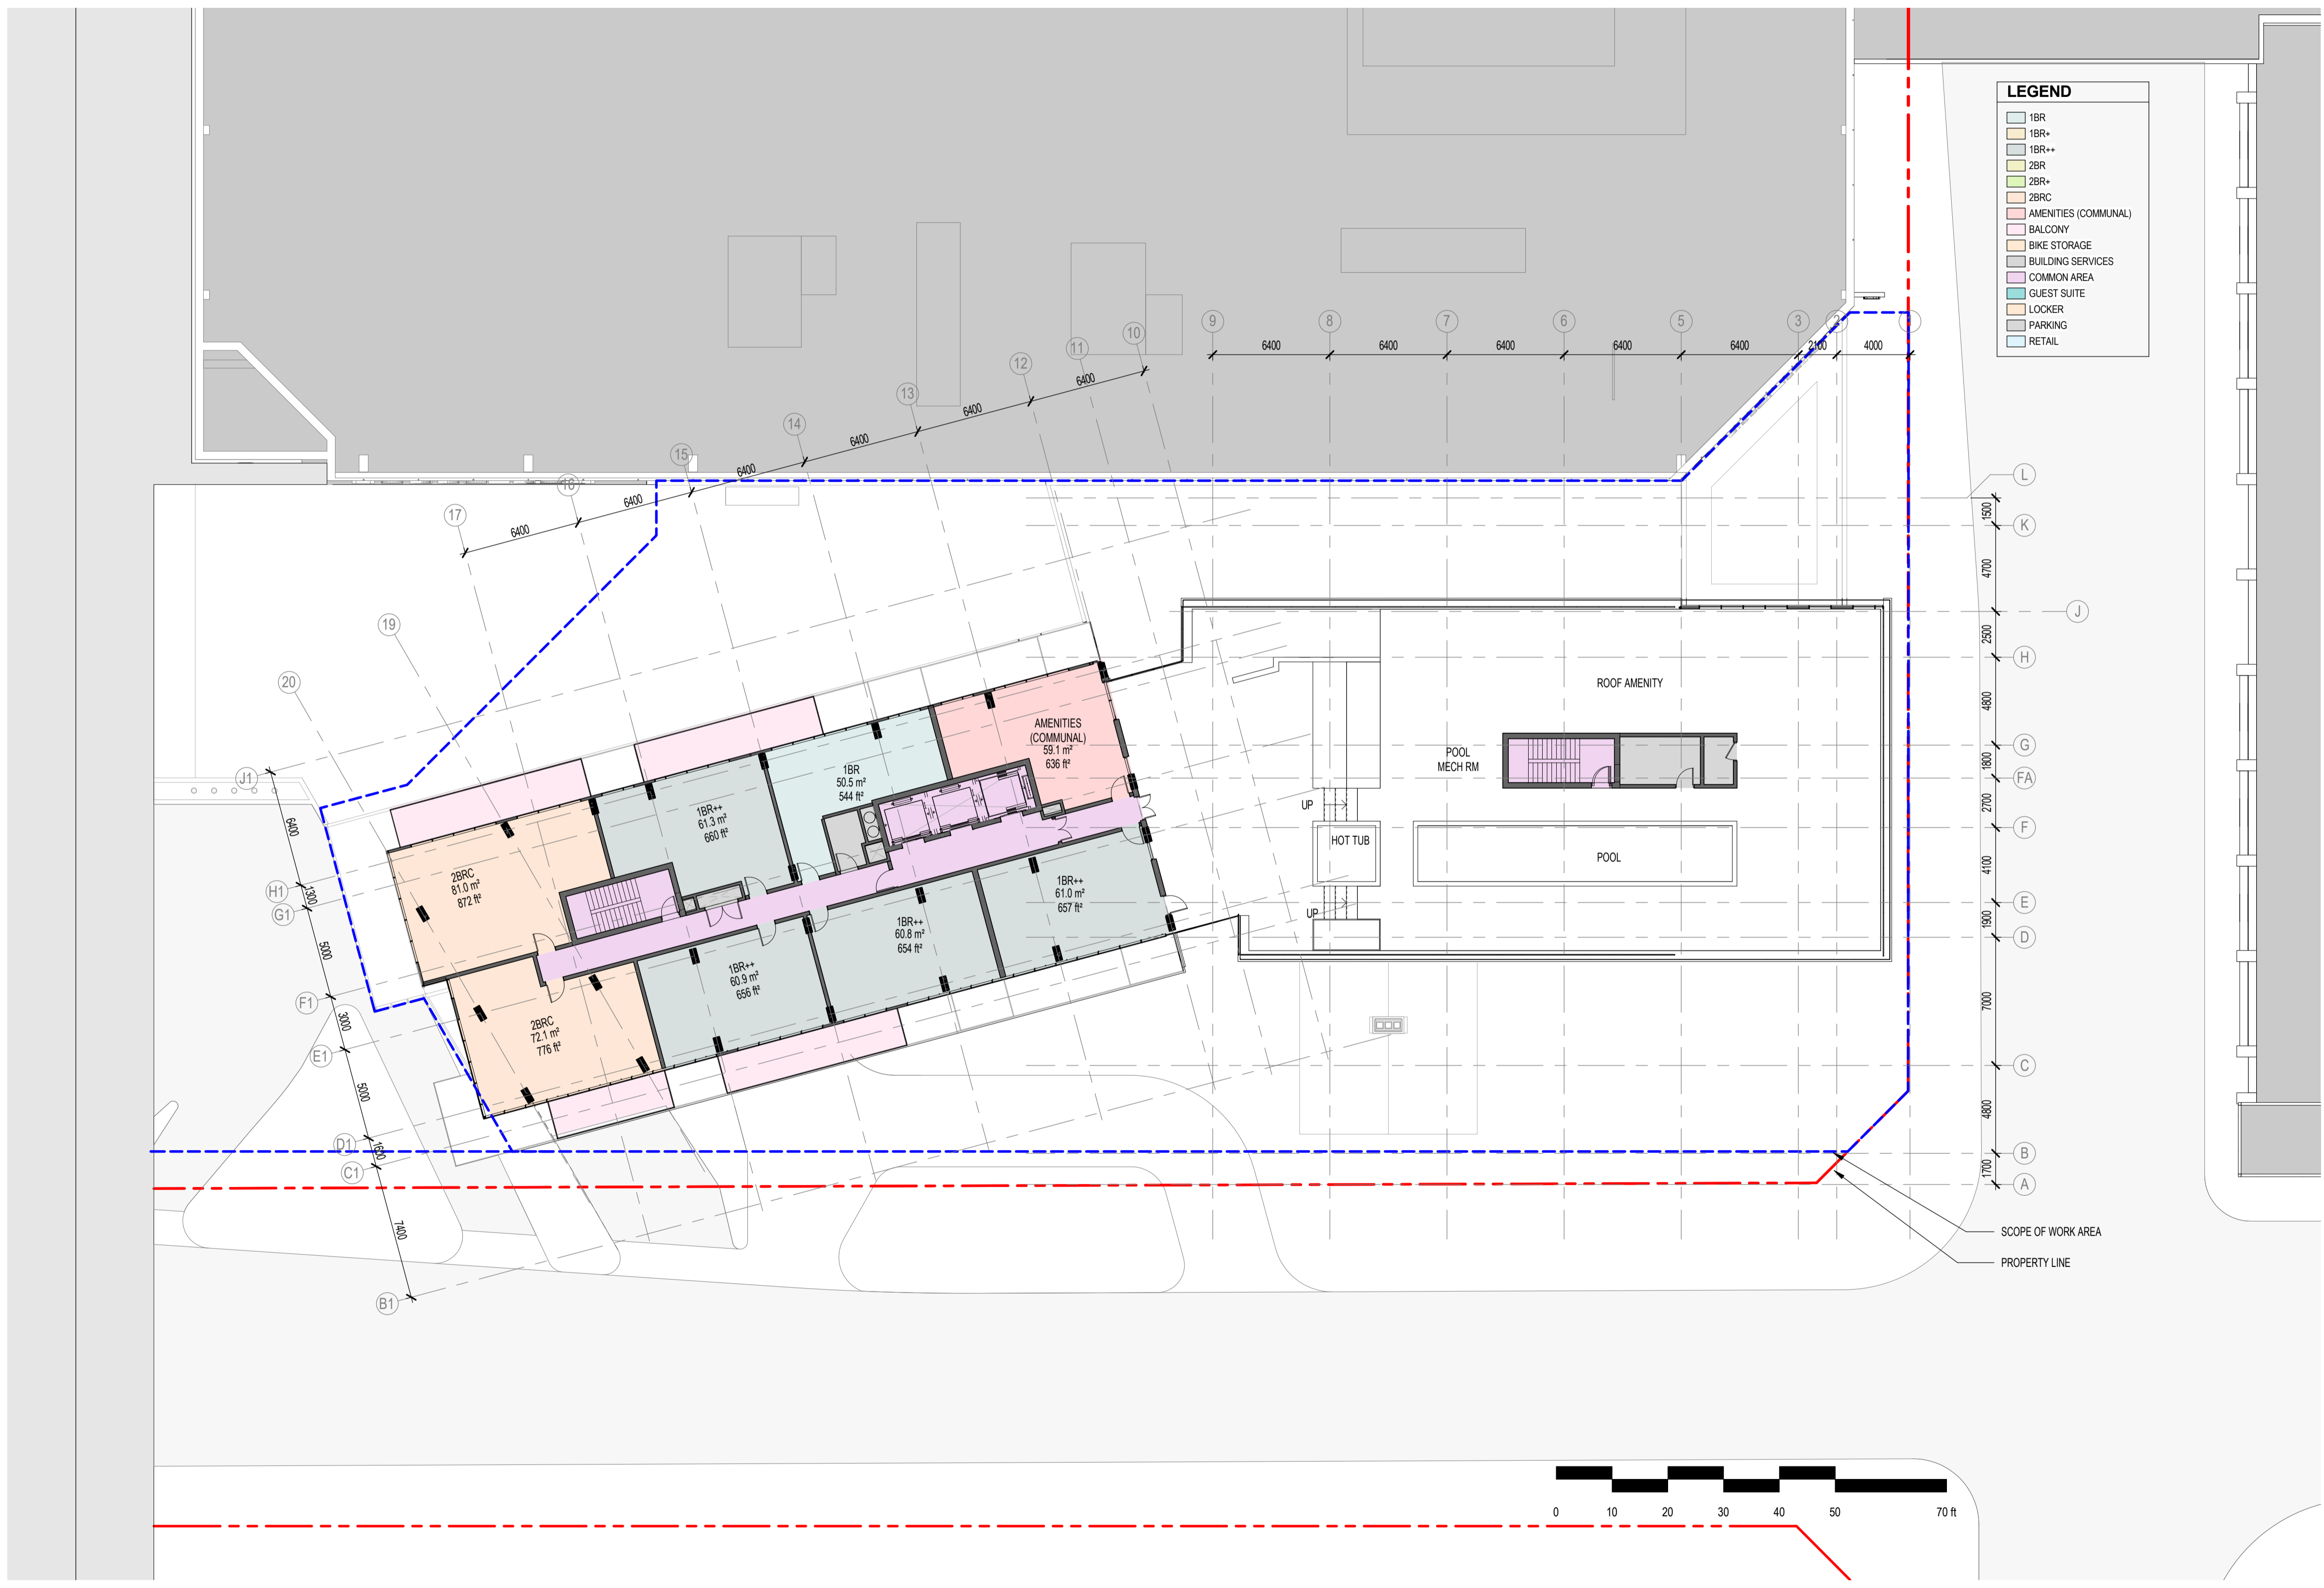 LEGEND
1BR
1BR+
1BR++
2BR
2BR+
2BRC
AMENITIES (COMMUNAL)
BALCONY
BIKE STORAGE
BUILDING SERVICES
COMMON AREA
GUEST SUITE
LOCKER
PARKING
RETAIL
9
8
7
6
5
3
2
6400
6400
6400
6400
6400
2100
4000
10
11
12
13
14
15
16
17
19
20
6400
6400
6400
6400
6400
6400
L
K
J
H
G
FA
F
E
D
C
B
A
1500
4700
2500
4800
1800
2700
4100
1900
7000
4800
1700
J1
H1
G1
F1
E1
D1
C1
B1
6400
1300
5000
3000
5000
1600
7400
AMENITIES
(COMMUNAL)
59.1 m²
636 ft²
1BR
50.5 m²
544 ft²
1BR++
61.3 m²
660 ft²
2BRC
81.0 m²
872 ft²
1BR++
61.0 m²
657 ft²
1BR++
60.8 m²
654 ft²
1BR++
60.9 m²
656 ft²
2BRC
72.1 m²
776 ft²
ROOF AMENITY
POOL
MECH RM
UP
HOT TUB
POOL
UP
SCOPE OF WORK AREA
PROPERTY LINE
0 10 20 30 40 50 70 ft